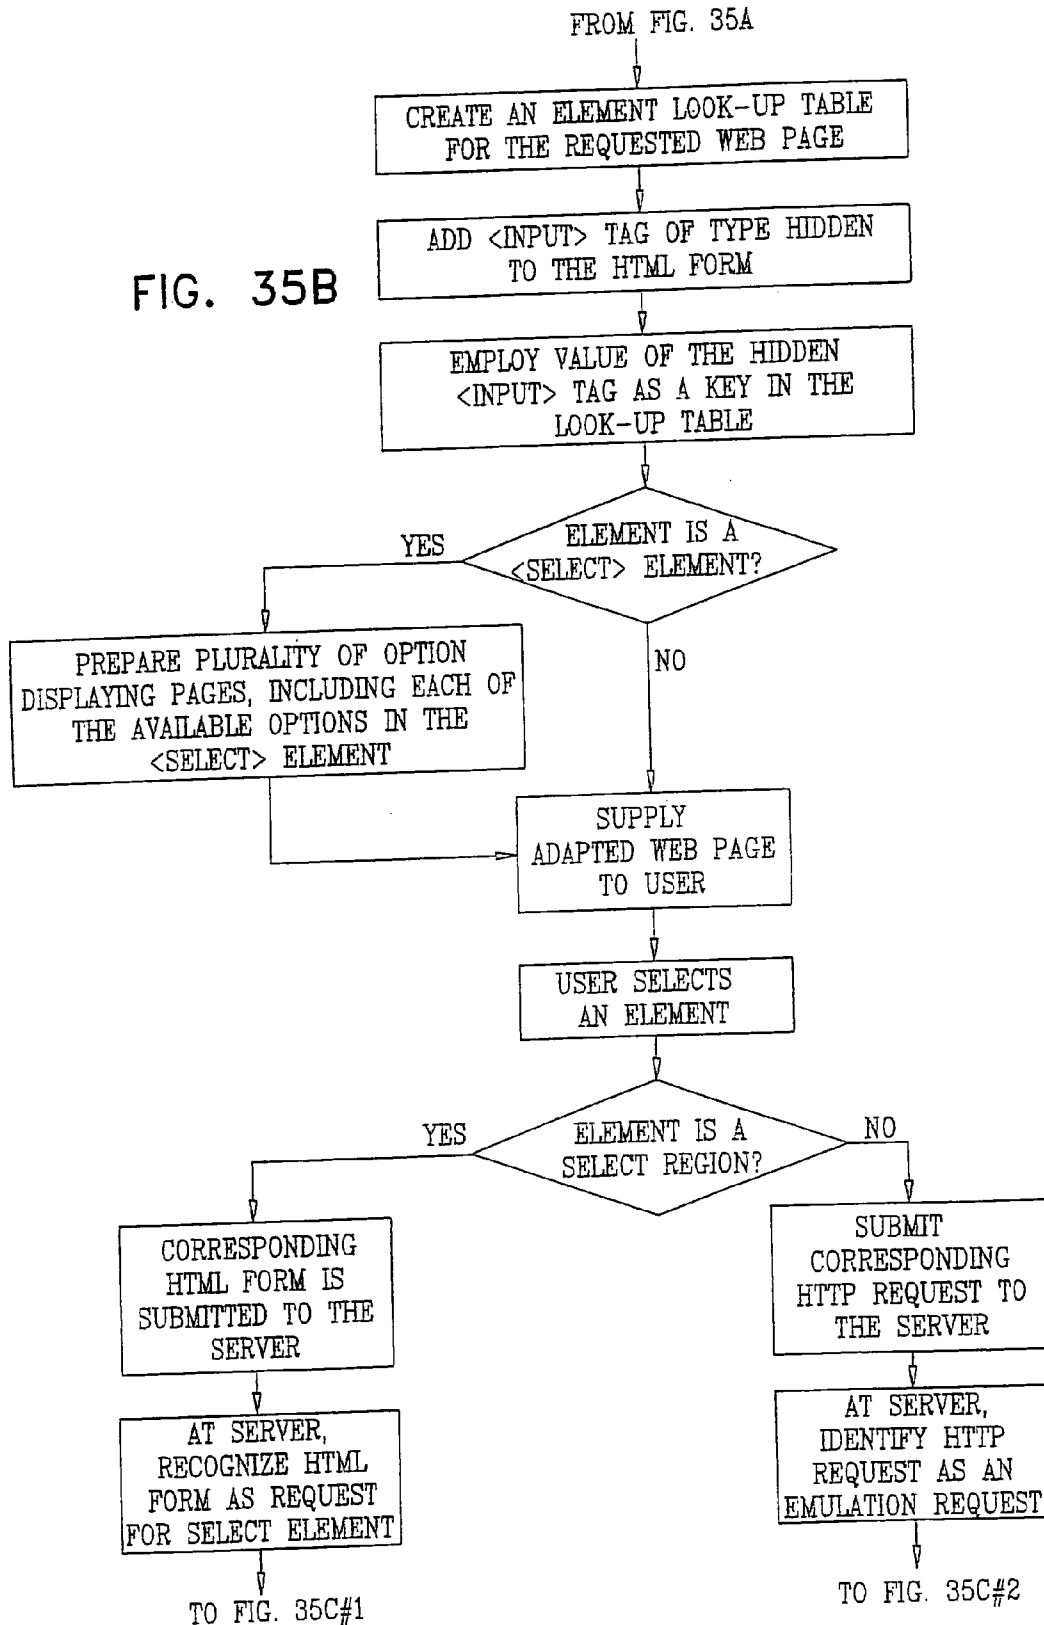 FROM FIG. 35A
CREATE AN ELEMENT LOOK-UP TABLE
FOR THE REQUESTED WEB PAGE
ADD <INPUT> TAG OF TYPE HIDDEN
TO THE HTML FORM
FIG. 35B
EMPLOY VALUE OF THE HIDDEN
<INPUT> TAG AS A KEY IN THE
LOOK-UP TABLE
YES
ELEMENT IS A
<SELECT> ELEMENT?
NO
PREPARE PLURALITY OF OPTION
DISPLAYING PAGES, INCLUDING EACH OF
THE AVAILABLE OPTIONS IN THE
<SELECT> ELEMENT
SUPPLY
ADAPTED WEB PAGE
TO USER
USER SELECTS
AN ELEMENT
YES
ELEMENT IS A
SELECT REGION?
NO
CORRESPONDING
HTML FORM IS
SUBMITTED TO THE
SERVER
SUBMIT
CORRESPONDING
HTTP REQUEST TO
THE SERVER
AT SERVER,
RECOGNIZE HTML
FORM AS REQUEST
FOR SELECT ELEMENT
AT SERVER,
IDENTIFY HTTP
REQUEST AS AN
EMULATION REQUEST
TO FIG. 35C#1
TO FIG. 35C#2